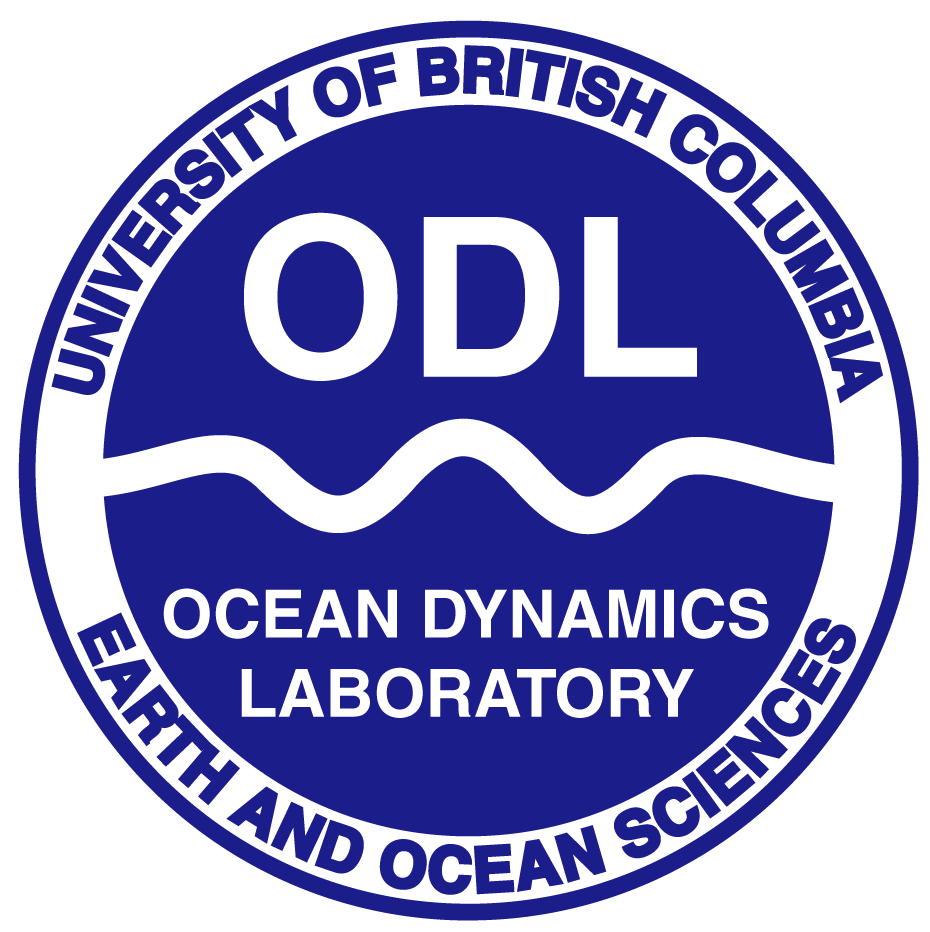 UNIVERSITY OF BRITISH COLUMBIA
ODL
OCEAN DYNAMICS
LABORATORY
EARTH AND OCEAN SCIENCES